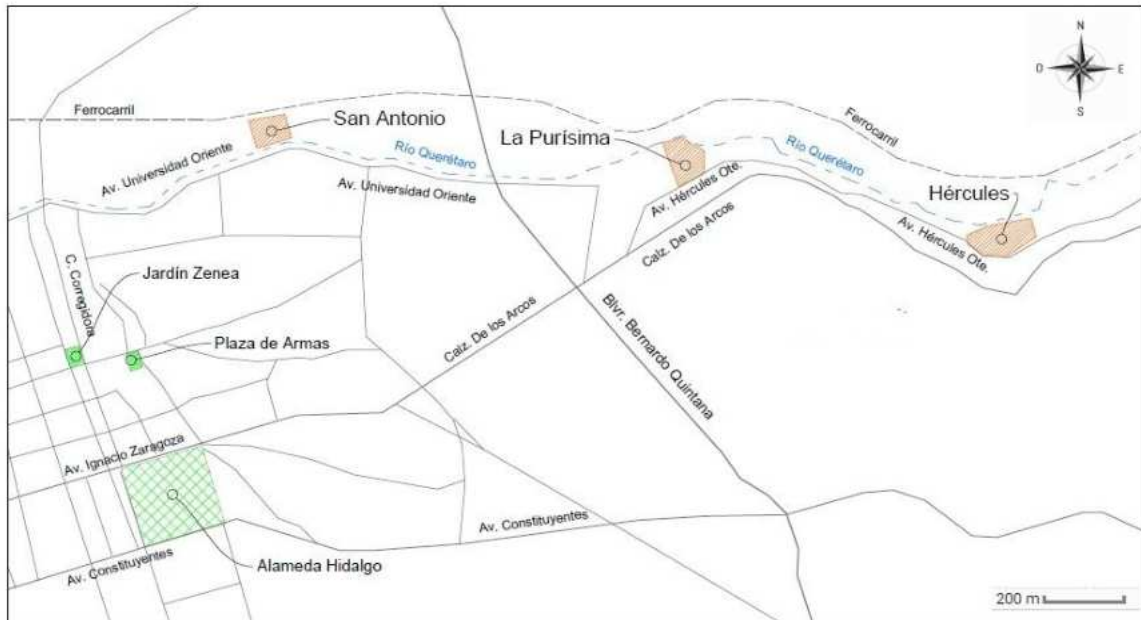 N
O
E
S
Ferrocarril
San Antonio
La Purísima
Ferrocarril
Río Querétaro
Río Querétaro
Av. Universidad Oriente
Av. Universidad Oriente
Av. Hércules Ote.
Hércules
Av. Hércules Ote.
Calz. De los Arcos
C. Corregidora
Jardín Zenea
Plaza de Armas
Calz. De los Arcos
Blvr. Bernardo Quintana
Av. Ignacio Zaragoza
Av. Constituyentes
Alameda Hidalgo
Av. Constituyentes
200 m